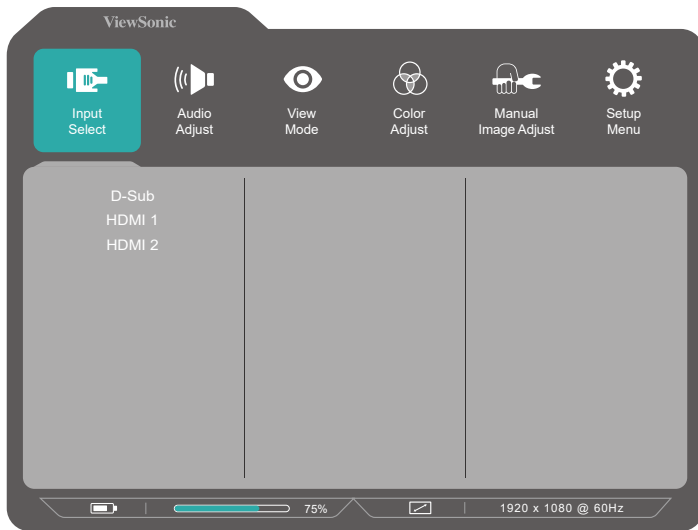 ViewSonic
Input
Select
Audio
Adjust
View
Mode
Color
Adjust
Manual
Image Adjust
Setup
Menu
D-Sub
HDMI 1
HDMI 2
75%
1920 x 1080 @ 60Hz